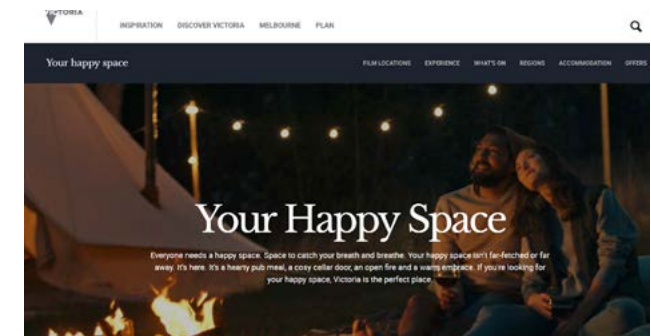 VICTORIA
INSPIRATION DISCOVER VICTORIA MELBOURNE PLAN
Your happy space
FILM LOCATIONS EXPERIENCE WHAT'S ON REGIONS ACCOMMODATION OFFERS
Your Happy Space
Everyone needs a happy space. Space to catch your breath and breathe. Your happy space isn't far-fetched or far
away. It's here. It's a hearty pub meal, a cosy cellar door, an open fire and a warm embrace. If you're looking for
your happy space, Victoria is the perfect place.